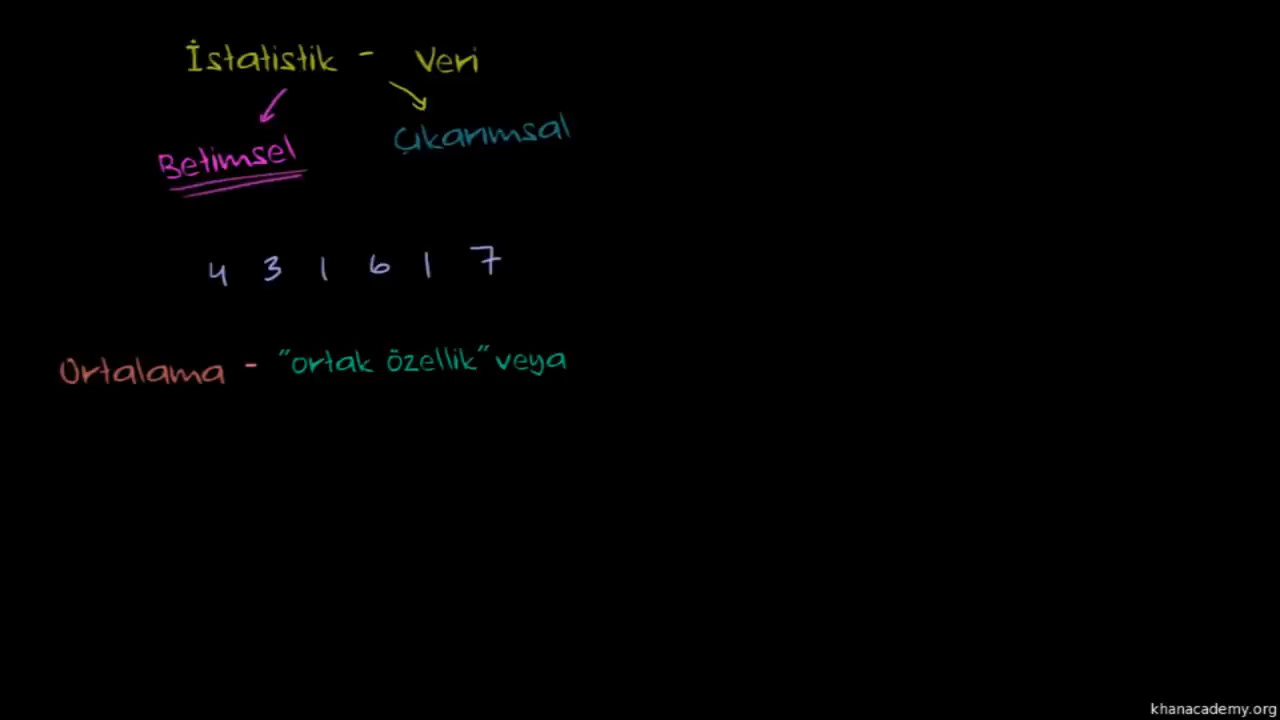 İstatistik - Veri
Betimsel Çıkarımsal
4 3 1 6 1 7
Ortalama - "ortak özellik" veya
khanacademy.org